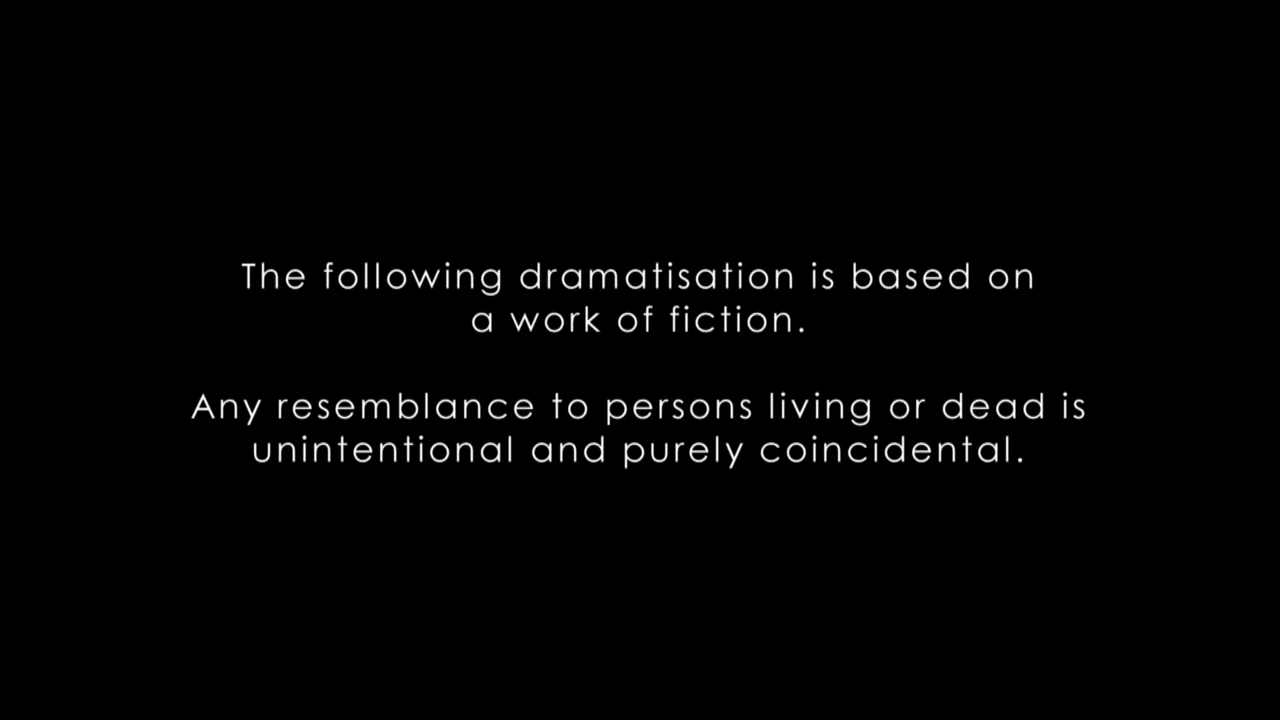 The following dramatisation is based on
a work of fiction.
Any resemblance to persons living or dead is
unintentional and purely coincidental.